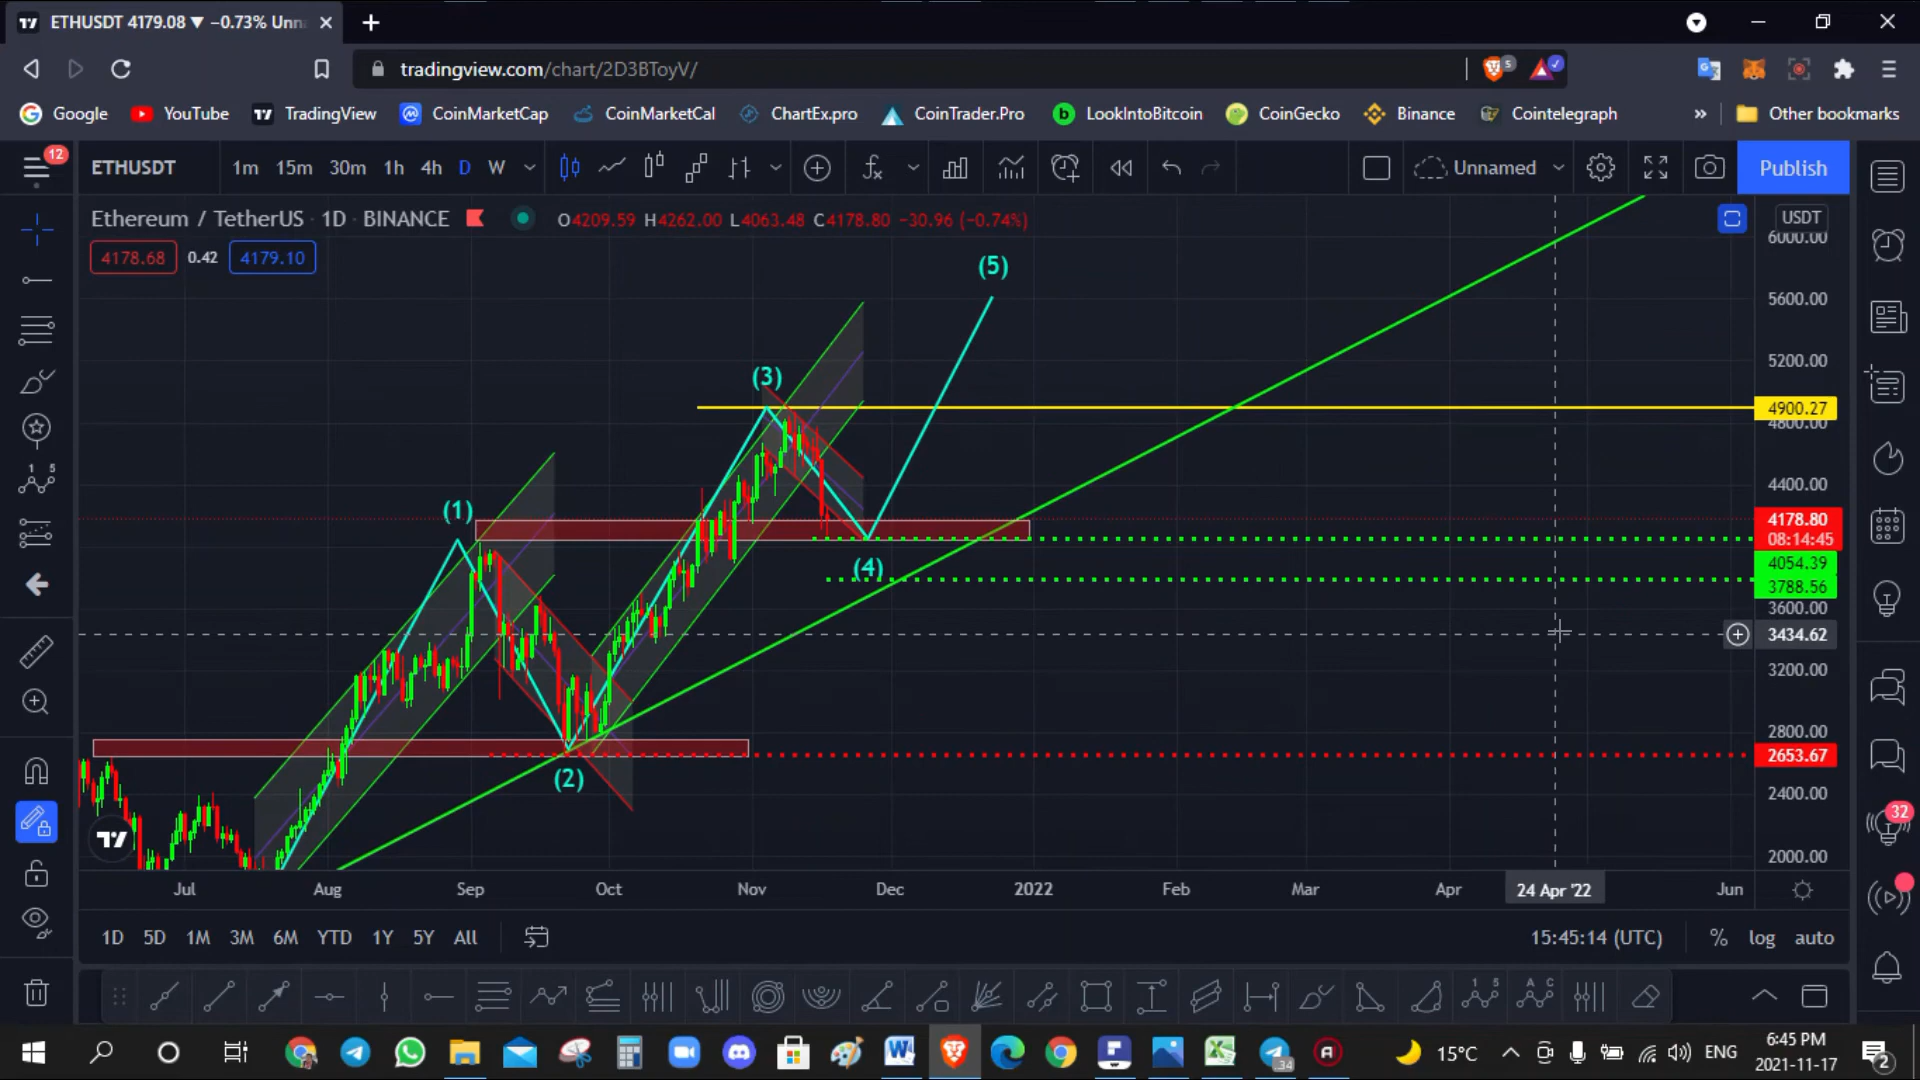 ETHUSDT 4179.08 ▼ −0.73% Unn
tradingview.com/chart/2D3BToyV/
5
Google YouTube TradingView CoinMarketCap CoinMarketCal ChartEx.pro CoinTrader.Pro LookIntoBitcoin CoinGecko Binance Cointelegraph » Other bookmarks
12
ETHUSDT 1m 15m 30m 1h 4h D W Unnamed Publish
Ethereum / TetherUS · 1D · BINANCE O4209.59 H4262.00 L4063.48 C4178.80 −30.96 (−0.74%)
USDT
4178.68 0.42 4179.10
6000.00
(5)
5600.00
5200.00
(3)
4900.27
4800.00
4400.00
(1)
4178.80
08:14:45
4054.39
(4)
3788.56
3600.00
3434.62
3200.00
2800.00
2653.67
(2)
2400.00
32
2000.00
Jul Aug Sep Oct Nov Dec 2022 Feb Mar Apr 24 Apr '22 Jun
1D 5D 1M 3M 6M YTD 1Y 5Y All 15:45:14 (UTC) % log auto
6:45 PM
15°C ENG
2021-11-17
34
2